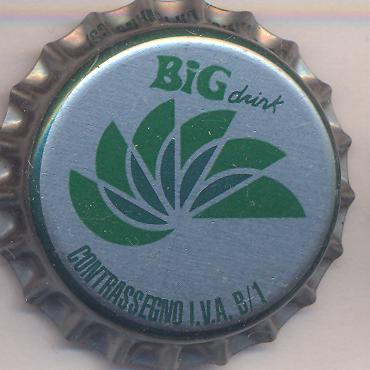 BiG drink
CONTRASSEGNO I.V.A. B/1